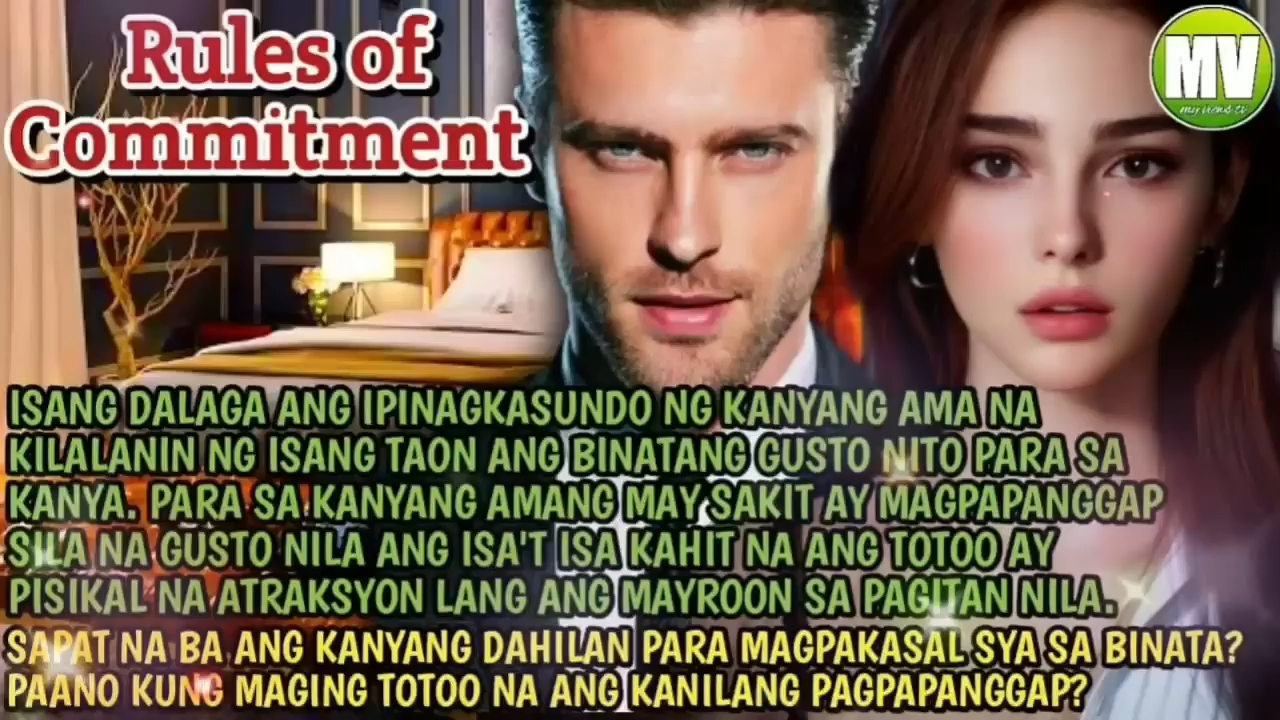 Rules of
Commitment
MV
my views tv
ISANG DALAGA ANG IPINAGKASUNDO NG KANYANG AMA NA
KILALANIN NG ISANG TAON ANG BINATANG GUSTO NITO PARA SA
KANYA. PARA SA KANYANG AMANG MAY SAKIT AY MAGPAPANGGAP
SILA NA GUSTO NILA ANG ISA'T ISA KAHIT NA ANG TOTOO AY
PISIKAL NA ATRAKSYON LANG ANG MAYROON SA PAGITAN NILA.
SAPAT NA BA ANG KANYANG DAHILAN PARA MAGPAKASAL SYA SA BINATA?
PAANO KUNG MAGING TOTOO NA ANG KANILANG PAGPAPANGGAP?